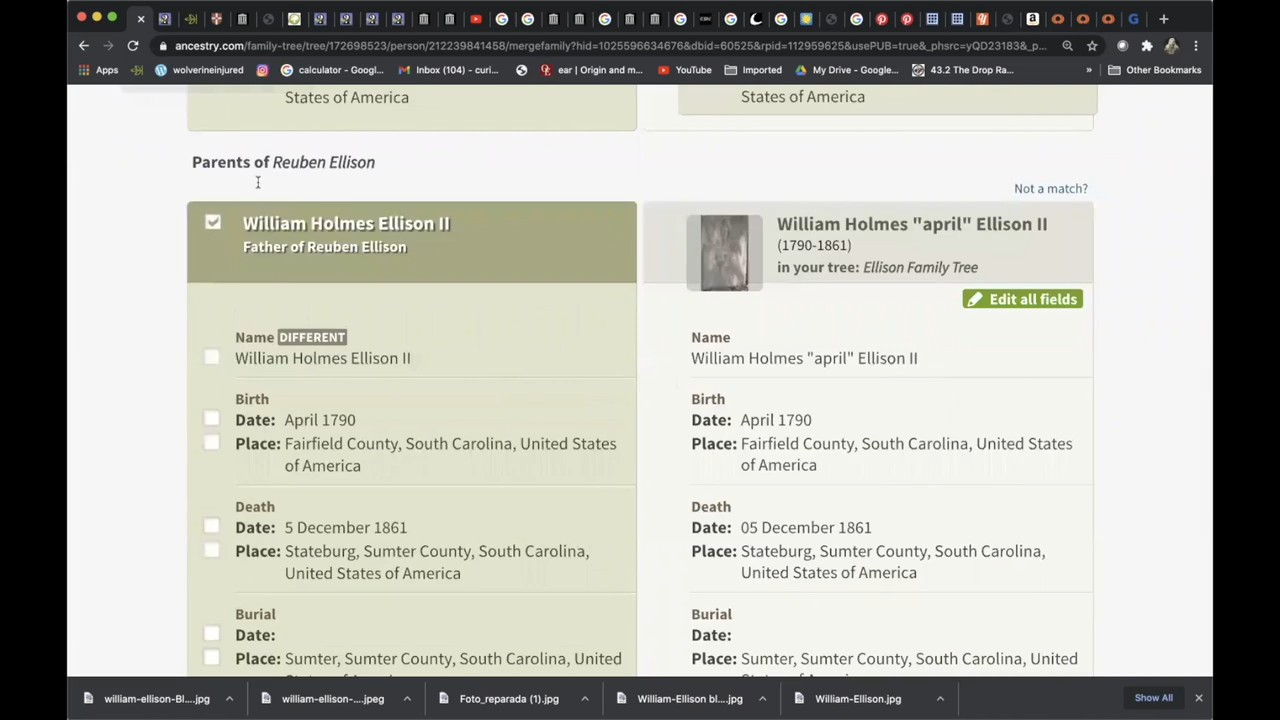 ancestry.com/family-tree/tree/172698523/person/212239841458/mergefamily?hid=1025596634676&dbid=60525&rpid=112959625&usePUB=true&_phsrc=yQD23183&_p...
Apps wolverineinjured calculator - Googl... Inbox (104) - curi... ear | Origin and m... YouTube Imported My Drive - Google... 43.2 The Drop Ra... » Other Bookmarks
States of America States of America
Parents of Reuben Ellison
Not a match?
William Holmes Ellison II
Father of Reuben Ellison
William Holmes "april" Ellison II
(1790-1861)
in your tree: Ellison Family Tree
Edit all fields
Name DIFFERENT
William Holmes Ellison II
Birth
Date: April 1790
Place: Fairfield County, South Carolina, United States
of America
Death
Date: 5 December 1861
Place: Stateburg, Sumter County, South Carolina,
United States of America
Burial
Date:
Place: Sumter, Sumter County, South Carolina, United
Name
William Holmes "april" Ellison II
Birth
Date: April 1790
Place: Fairfield County, South Carolina, United States
of America
Death
Date: 05 December 1861
Place: Stateburg, Sumter County, South Carolina,
United States of America
Burial
Date:
Place: Sumter, Sumter County, South Carolina, United
william-ellison-Bl....jpg william-ellison-....jpeg Foto_reparada (1).jpg William-Ellison bl....jpg William-Ellison.jpg Show All